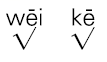 wēi kē
√ √